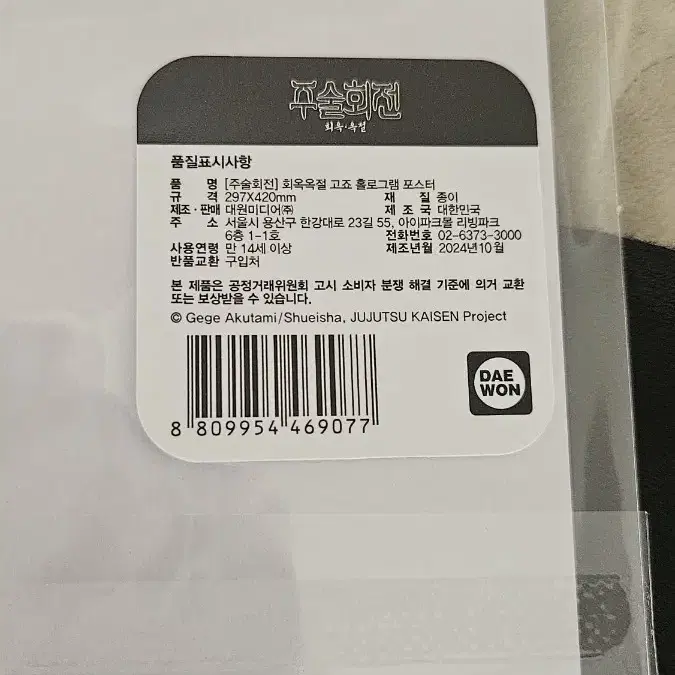 주술회전
회옥·옥절
품질표시사항
품 명 [주술회전] 회옥옥절 고죠 홀로그램 포스터
규 격 297X420mm 재 질 종이
제조·판매 대원미디어㈜ 제 조 국 대한민국
주 소 서울시 용산구 한강대로 23길 55, 아이파크몰 리빙파크
6층 1-1호 전화번호 02-6373-3000
사용연령 만 14세 이상 제조년월 2024년10월
반품교환 구입처
본 제품은 공정거래위원회 고시 소비자 분쟁 해결 기준에 의거 교환
또는 보상받을 수 있습니다.
© Gege Akutami/Shueisha, JUJUTSU KAISEN Project
8 809954 469077
DAE
WON